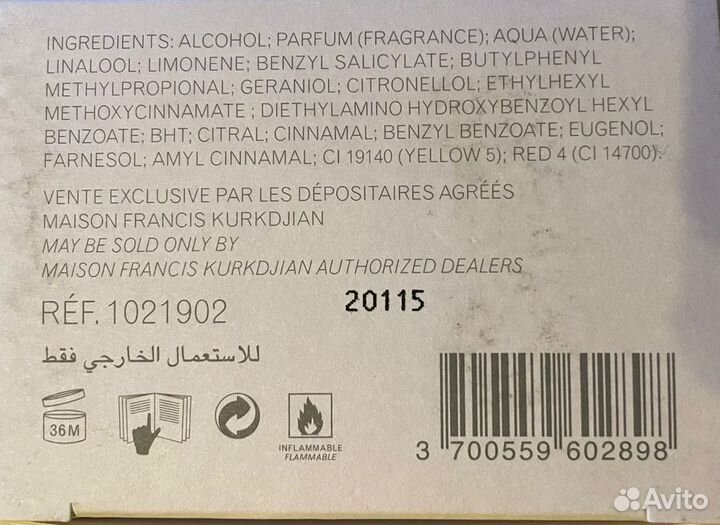 INGREDIENTS: ALCOHOL; PARFUM (FRAGRANCE); AQUA (WATER);
LINALOOL; LIMONENE; BENZYL SALICYLATE; BUTYLPHENYL
METHYLPROPIONAL; GERANIOL; CITRONELLOL; ETHYLHEXYL
METHOXYCINNAMATE ; DIETHYLAMINO HYDROXYBENZOYL HEXYL
BENZOATE; BHT; CITRAL; CINNAMAL; BENZYL BENZOATE; EUGENOL;
FARNESOL; AMYL CINNAMAL; CI 19140 (YELLOW 5); RED 4 (CI 14700).
VENTE EXCLUSIVE PAR LES DÉPOSITAIRES AGRÉÉS
MAISON FRANCIS KURKDJIAN
MAY BE SOLD ONLY BY
MAISON FRANCIS KURKDJIAN AUTHORIZED DEALERS
RÉF. 1021902
20115
للاستعمال الخارجي فقط
36M
INFLAMMABLE
FLAMMABLE
3 700559 602898
Avito